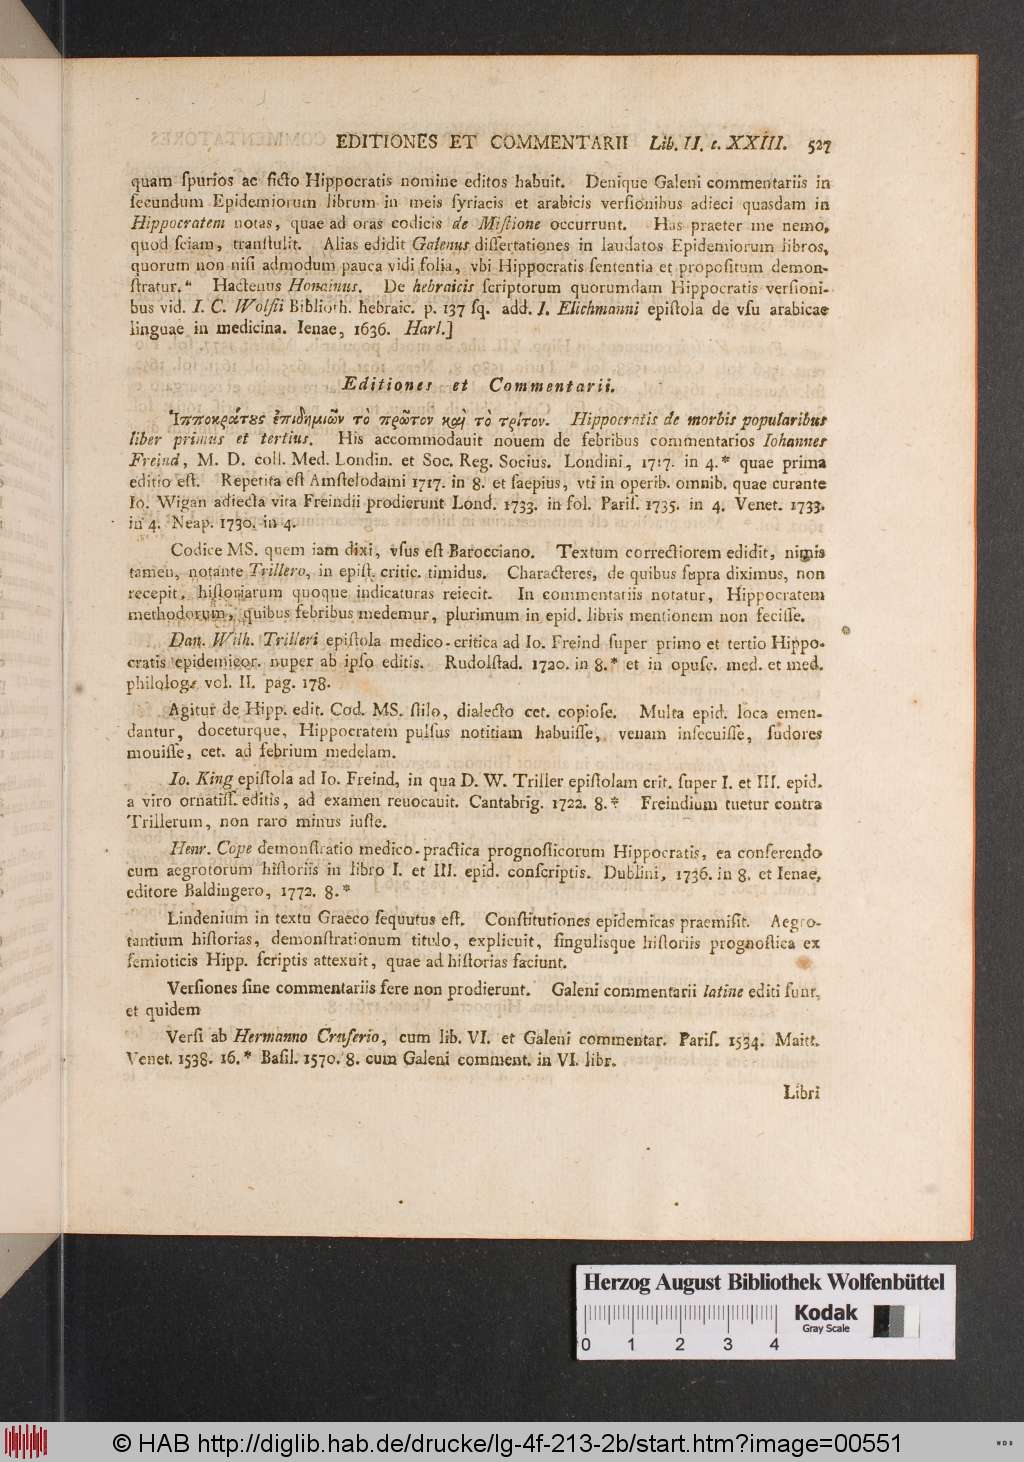 EDITIONES ET COMMENTARII Lib. II. c. XXIII. 527
quam ſpurios ac ficto Hippocratis nomine editos habuit. Denique Galeni commentariis in
ſecundum Epidemiorum librum in meis ſyriacis et arabicis verſionibus adieci quasdam in
Hippocratem notas, quae ad oras codicis de Miſtione occurrunt. Has praeter me nemo,
quod ſciam, tranſtulit. Alias edidit Galenus diſſertationes in laudatos Epidemiorum libros,
quorum non niſi admodum pauca vidi folia, vbi Hippocratis ſententia et propoſitum demon-
ſtratur.“ Hactenus Honainus. De hebraicis ſcriptorum quorumdam Hippocratis verſioni-
bus vid. I. C. Wolfii Biblioth. hebraic. p. 137 ſq. add. I. Elichmanni epiſtola de vſu arabicae
linguae in medicina. Ienae, 1636. Harl.]
Editiones et Commentarii.
Ἱπποκράτȣς ἐπιδημιῶν τὸ πρῶτον καὶ τὸ τρίτον. Hippocratis de morbis popularibus
liber primus et tertius. His accommodauit nouem de febribus commentarios Iohannes
Freind, M. D. coll. Med. Londin. et Soc. Reg. Socius. Londini, 1717. in 4.* quae prima
editio eſt. Repetita eſt Amſtelodami 1717. in 8. et ſaepius, vti in operib. omnib. quae curante
Io. Wigan adiecta vita Freindii prodierunt Lond. 1733. in fol. Pariſ. 1735. in 4. Venet. 1733.
in 4. Neap. 1730. in 4.
Codice MS. quem iam dixi, vſus eſt Barocciano. Textum correctiorem edidit, nimis
tamen, notante Trillero, in epiſt. critic. timidus. Characteres, de quibus ſupra diximus, non
recepit, hiſtoriarum quoque indicaturas reiecit. In commentariis notatur, Hippocratem
methodorum, quibus febribus medemur, plurimum in epid. libris mentionem non feciſſe.
Dan. Wilh. Trilleri epiſtola medico-critica ad Io. Freind ſuper primo et tertio Hippo-
cratis epidemicor. nuper ab ipſo editis. Rudolſtad. 1720. in 8.* et in opuſc. med. et med.
philolog. vol. II. pag. 178.
Agitur de Hipp. edit. Cod. MS. ſtilo, dialecto cet. copioſe. Multa epid. loca emen-
dantur, doceturque, Hippocratem pulſus notitiam habuiſſe, venam inſecuiſſe, ſudores
mouiſſe, cet. ad febrium medelam.
Io. King epiſtola ad Io. Freind, in qua D. W. Triller epiſtolam crit. ſuper I. et III. epid.
a viro ornatiſſ. editis, ad examen reuocauit. Cantabrig. 1722. 8.* Freindium tuetur contra
Trillerum, non raro minus iuſte.
Henr. Cope demonſtratio medico-practica prognoſticorum Hippocratis, ea conferendo
cum aegrotorum hiſtoriis in libro I. et III. epid. conſcriptis. Dublini, 1736. in 8. et Ienae,
editore Baldingero, 1772. 8.*
Lindenium in textu Graeco ſequutus eſt. Conſtitutiones epidemicas praemiſit. Aegro-
tantium hiſtorias, demonſtrationum titulo, explicuit, ſingulisque hiſtoriis prognoſtica ex
ſemioticis Hipp. ſcriptis attexuit, quae ad hiſtorias faciunt.
Verſiones ſine commentariis fere non prodierunt. Galeni commentarii latine editi ſunt,
et quidem
Verſi ab Hermanno Cruſerio, cum lib. VI. et Galeni commentar. Pariſ. 1534. Maitt.
Venet. 1538. 16.* Baſil. 1570. 8. cum Galeni comment. in VI. libr.
Libri
Herzog August Bibliothek Wolfenbüttel
Kodak
Gray Scale
0 1 2 3 4
© HAB http://diglib.hab.de/drucke/lg-4f-213-2b/start.htm?image=00551